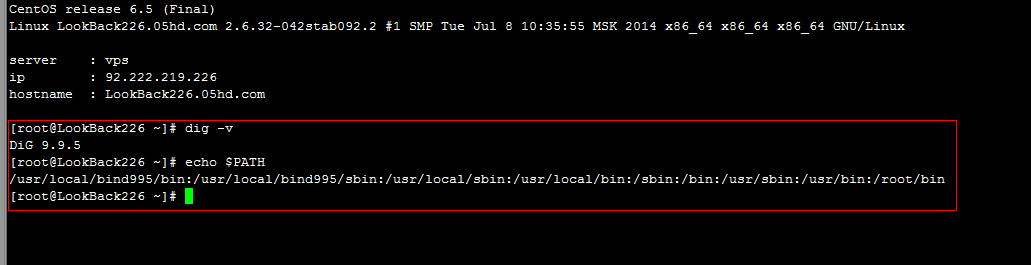 CentOS release 6.5 (Final)
Linux LookBack226.05hd.com 2.6.32-042stab092.2 #1 SMP Tue Jul 8 10:35:55 MSK 2014 x86_64 x86_64 x86_64 GNU/Linux
server    : vps
ip        : 92.222.219.226
hostname  : LookBack226.05hd.com
[root@LookBack226 ~]# dig -v
DiG 9.9.5
[root@LookBack226 ~]# echo $PATH
/usr/local/bind995/bin:/usr/local/bind995/sbin:/usr/local/sbin:/usr/local/bin:/sbin:/bin:/usr/sbin:/usr/bin:/root/bin
[root@LookBack226 ~]#